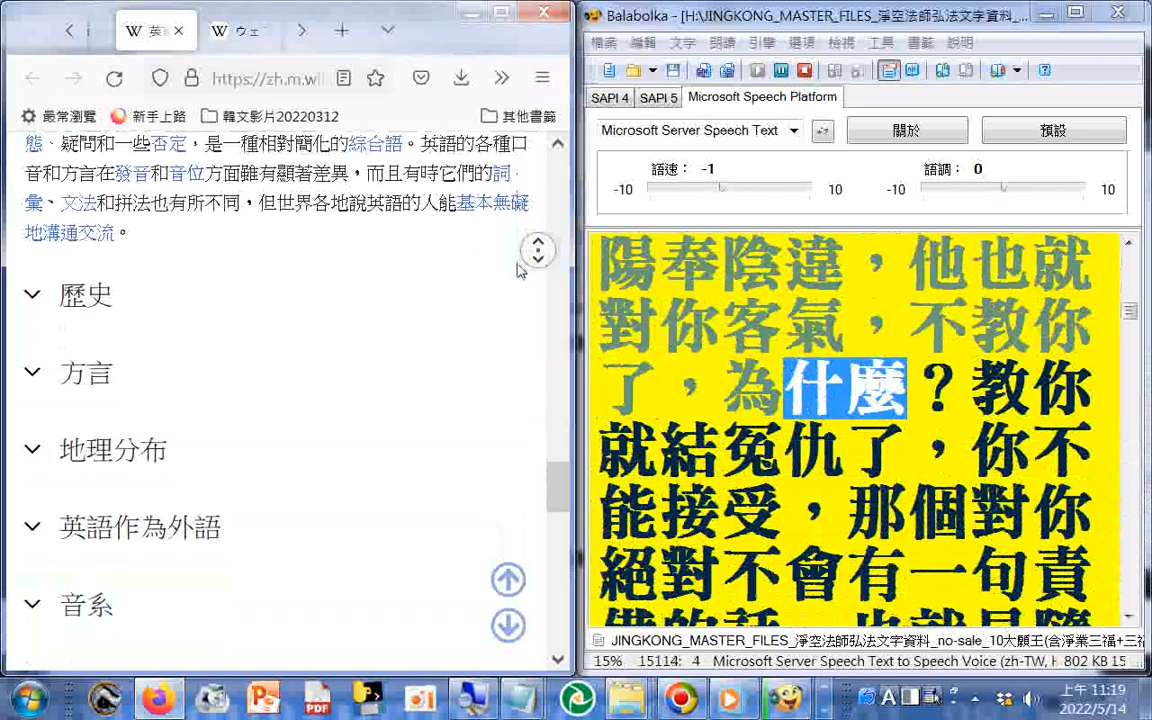 英
ウェ
https://zh.m.wi
最常瀏覽
新手上路
韓文影片20220312
其他書籤
態、疑問和一些否定，是一種相對簡化的綜合語。英語的各種口
音和方言在發音和音位方面雖有顯著差異，而且有時它們的詞
彙、文法和拼法也有所不同，但世界各地說英語的人能基本無礙
地溝通交流。
歷史
方言
地理分布
英語作為外語
音系
Balabolka - [H:\JINGKONG_MASTER_FILES_淨空法師弘法文字資料_...
檔案 編輯 文字 朗讀 引擎 選項 檢視 工具 書籤 說明
SAPI 4 SAPI 5 Microsoft Speech Platform
Microsoft Server Speech Text
關於
預設
語速： -1
語調： 0
-10 10 -10 10
陽奉陰違，他也就
對你客氣，不教你
了，為什麼？教你
就結冤仇了，你不
能接受，那個對你
絕對不會有一句責
備的話，也就是隨
JINGKONG_MASTER_FILES_淨空法師弘法文字資料_no-sale_10大願王(含淨業三福+三福
15% 15114: 4 Microsoft Server Speech Text to Speech Voice (zh-TW, H 802 KB 15
上午 11:19
2022/5/14